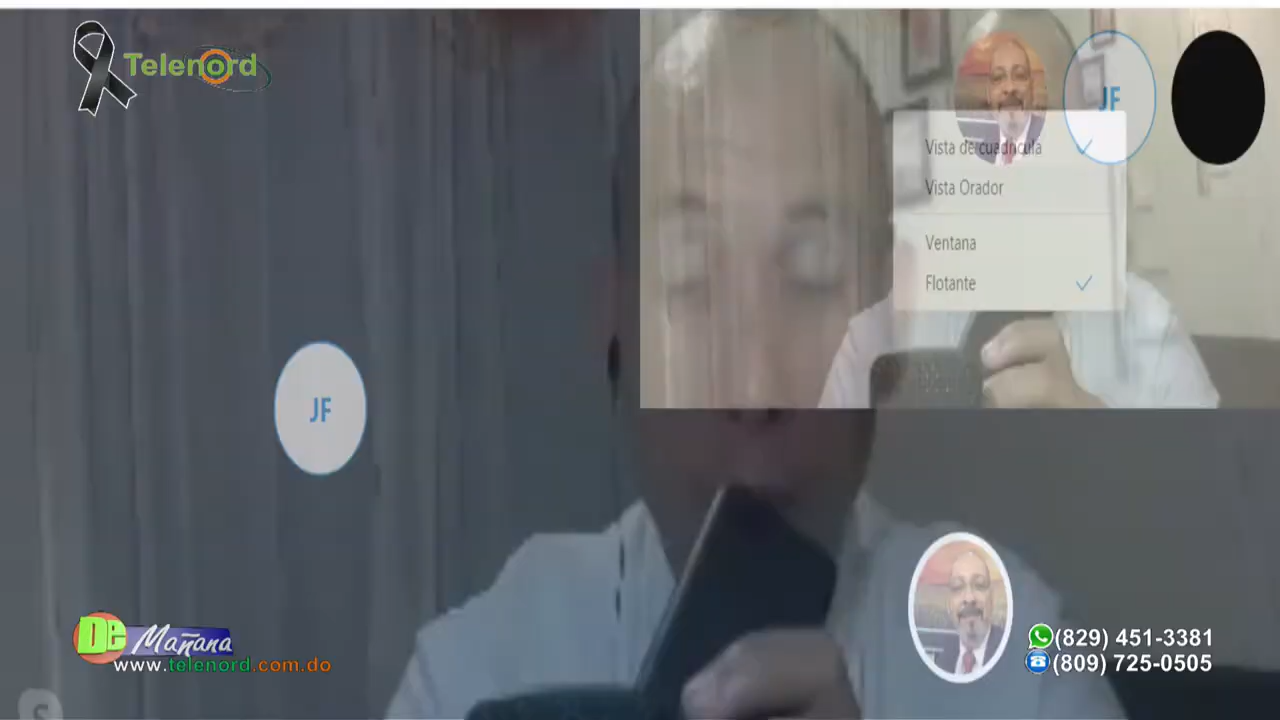 Telenord
JF
Vista de cuadrícula
Vista Orador
Ventana
Flotante
JF
De Mañana
www.telenord.com.do
(829) 451-3381
(809) 725-0505
S